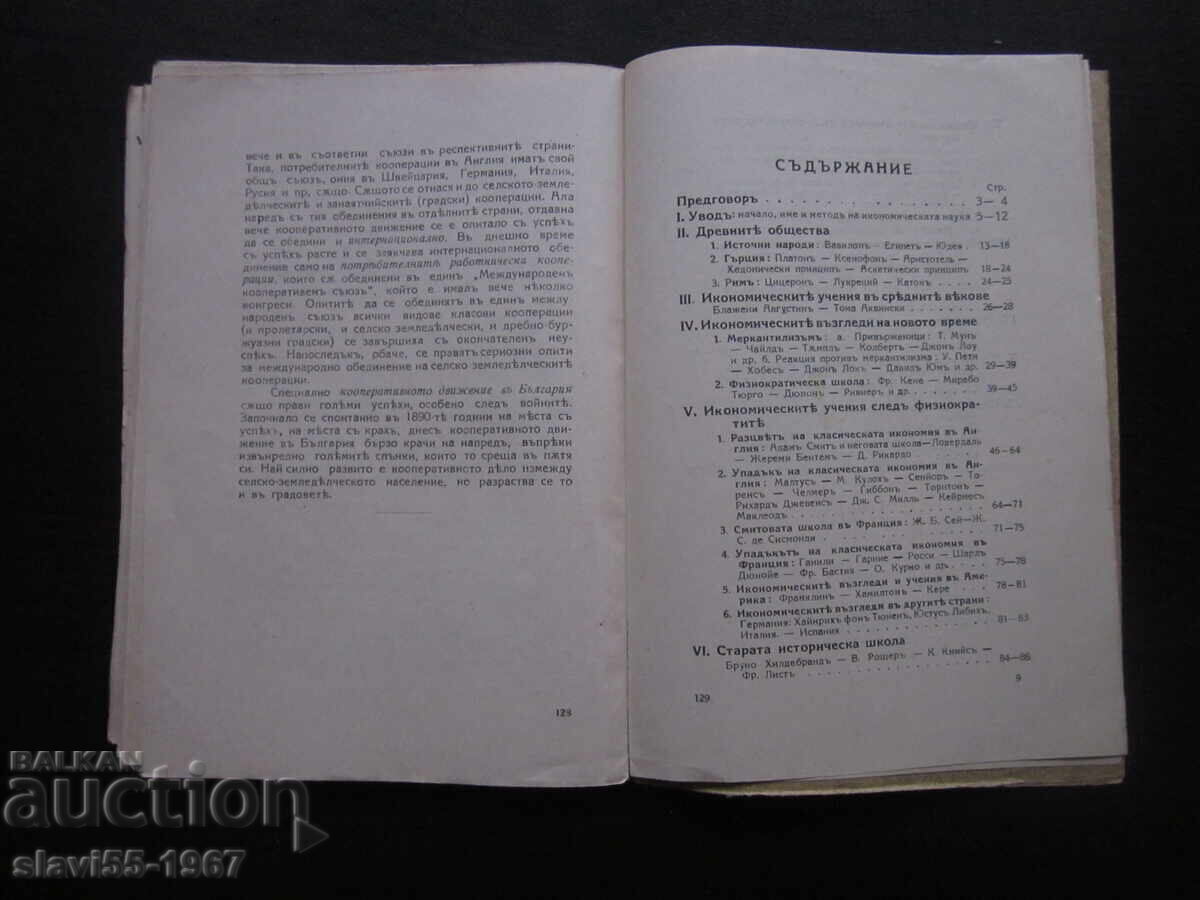 вече и въ съответни съюзи въ респективнитѣ страни-
Така, потребителнитѣ кооперации въ Англия иматъ свой
общъ съюзъ, ония въ Швейцария, Германия, Италия,
Русия и пр, сѫщо. Сѫщото се отнася и до селското земле-
дѣлческитѣ и занаятчийскитѣ (градски) кооперации. Ала
наредъ съ тия обединения въ отдѣлнитѣ страни, отдавна
вече кооперативното движение се е опитало съ успѣхъ
да се обедини и интернационално. Въ днешно време
съ успѣхъ расте и се заякчава интернационалното обе-
динение само на потрѣбителнитѣ работническа коопе-
рации, които сѫ обединени въ единъ „Международенъ
кооперативенъ съюзъ“, който е ималъ вече нѣколко
конгреси. Опититѣ да се обединятъ въ единъ между-
народенъ съюзъ всички видове класови кооперации
(и пролетарски, и селско земледѣлчески, и дребно-бур-
жуазни градски) се завършиха съ окончателенъ неу-
спѣхъ. Напоследъкъ, обаче, се правятъ сериозни опити
за международно обединение на селско земледѣлческитѣ
кооперации.
Специално кооперативното движение въ България
сѫщо прави голѣми успѣхи, особено следъ войнитѣ.
Започнало се спонтанно въ 1890-тѣ години на мѣста съ
успѣхъ, на мѣста съ крахъ, днесъ кооперативното дви-
жение въ България бързо крачи на напредъ, въпрѣки
извънредно голѣмитѣ спънки, които то среща въ пѫтя
си. Най силно развито е кооперативното дѣло измежду
селско-земледѣлческото население, но разраства се то
и въ градоветѣ.
128
СЪДЪРЖАНИЕ
Стр.
Предговоръ . . . . . . . . . . 3— 4
I. Уводъ: начало, име и методъ на икономическата наука 5—12
II. Древнитѣ общества
1. Източни народи: Вавилонъ — Египетъ — Юдея . 13—18
2. Гърция: Платонъ — Ксенофонъ — Аристотель —
Хедонически принципъ — Аскетически принципъ 18—24
3. Римъ: Цицеронъ — Лукреций — Катонъ . . . 24—25
III. Икономическитѣ учения въ срѣднитѣ вѣкове
Блажени Августинъ — Тома Аквински . . . . 26—28
IV. Икономическитѣ възгледи на новото време
1. Меркантилизъмъ: а. Привърженици: Т. Мунъ
— Чайлдъ — Тѫмплъ — Колбертъ — Джонъ Лоу
и др. б. Реакция противъ меркантилизма: У. Пети
— Хобесъ — Джонъ Локъ — Давидъ Юмъ и др. 29—39
2. Физиократическа школа: Фр. Кене — Мирабо
Тюрго — Дюпонъ — Ривиеръ и др. . . . . . 39—45
V. Икономическитѣ учения следъ физиокра-
титѣ
1. Разцвѣтъ на класическата икономия въ Ан-
глия: Адамъ Смитъ и неговата школа—Ловердаль
— Жереми Бентемъ — Д. Рикардо . . . . . 46—64
2. Упадъкъ на класическата икономия въ Ан-
глия: Малтусъ — М. Кулохъ — Сениоръ — То-
ренсъ — Челмеръ — Гиббонъ — Торнтонъ —
Рихардъ Джевенсъ — Дж. С. Милль — Кейрнесъ
Маклеодъ . . . . . . . . . . 64—71
3. Смитовата школа въ Франция: Ж. Б. Сей—Ж.
С. де Сисмонди . . . . . . . . . 71—75
4. Упадъкътъ на класическата икономия въ
Франция: Ганили — Гарние — Росси — Шарлъ
Дюнойе — Фр. Бастия — О. Курно и др. . . . 75—78
5. Икономическитѣ възгледи и учения въ Аме-
рика: Франклинъ — Хамилтонъ — Кере . . . 78—81
6. Икономическитѣ възгледи въ другитѣ страни:
Германия: Хайнрихъ фонъ Тюненъ, Юстусъ Либихъ,
Италия. — Испания . . . . . . . . 81—83
VI. Старата историческа школа
Бруно Хилдебрандъ — В. Рошеръ — К. Книйсъ —
Фр. Листъ . . . . . . . . . . 84—86
129
9
BALKAN
auction
slavi55-1967